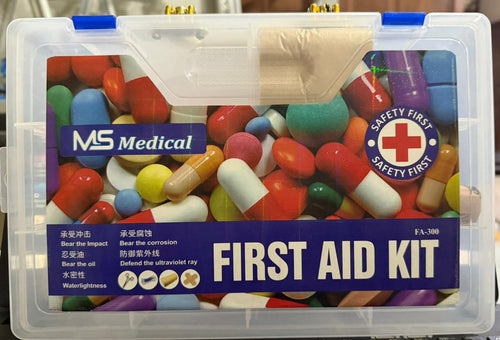 MS Medical
SAFETY FIRST
SAFETY FIRST
FA-300
承受冲击
Bear the Impact
忍受油
Bear the oil
水密性
Waterlightness
承受腐蚀
Bear the corrosion
防御紫外线
Defend the ultraviolet ray
FIRST AID KIT